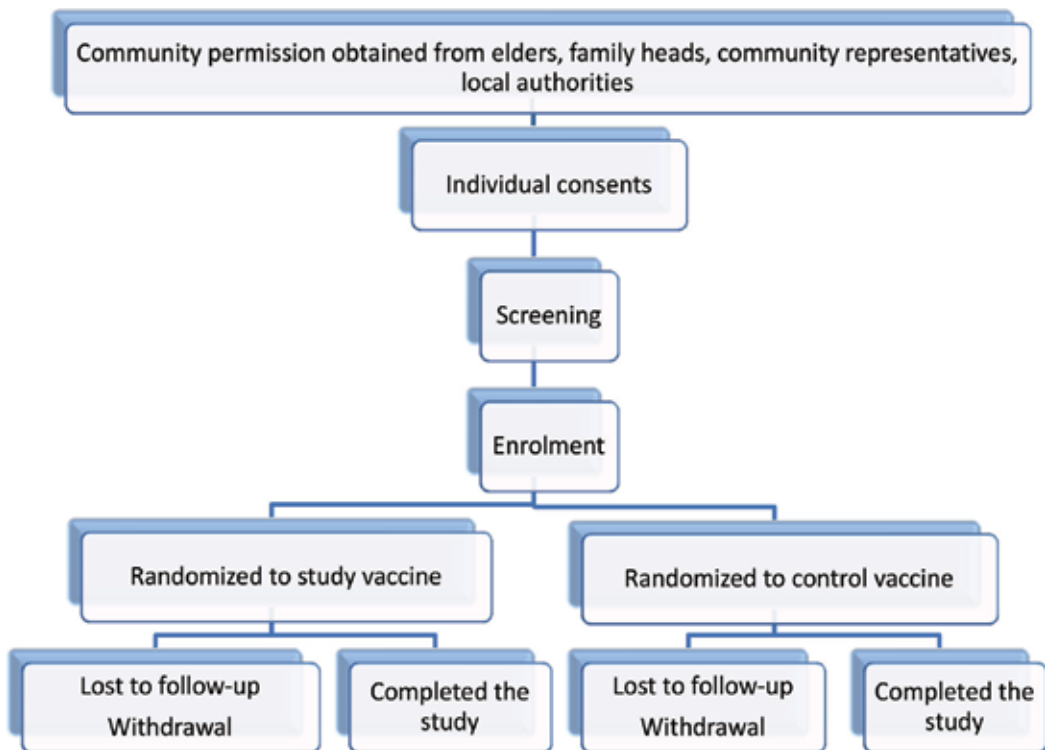 Community permission obtained from elders, family heads, community representatives,
local authorities
Individual consents
Screening
Enrolment
Randomized to study vaccine
Randomized to control vaccine
Lost to follow-up
Withdrawal
Completed the
study
Lost to follow-up
Withdrawal
Completed the
study